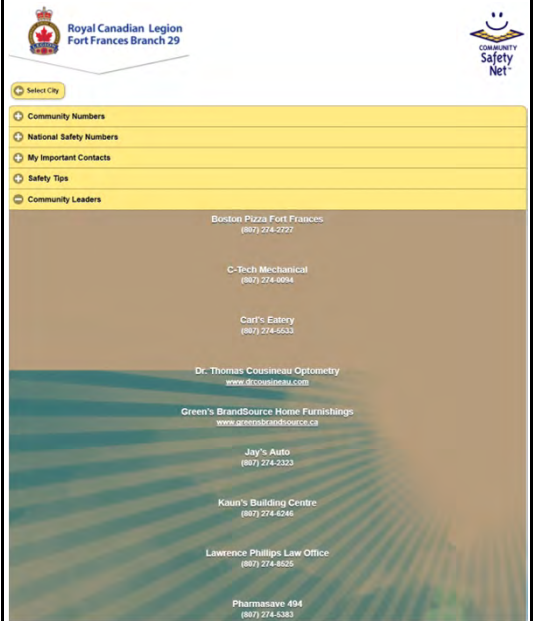 Royal Canadian Legion
Fort Frances Branch 29
LEGION
COMMUNITY
Safety
Net™
Select City
Community Numbers
National Safety Numbers
My Important Contacts
Safety Tips
Community Leaders
Boston Pizza Fort Frances
(807) 274-2727
C-Tech Mechanical
(807) 274-0094
Carl's Eatery
(807) 274-5533
Dr. Thomas Cousineau Optometry
www.drcousineau.com
Green's BrandSource Home Furnishings
www.greensbrandsource.ca
Jay's Auto
(807) 274-2323
Kaun's Building Centre
(807) 274-6246
Lawrence Phillips Law Office
(807) 274-8525
Pharmasave 494
(807) 274-5383